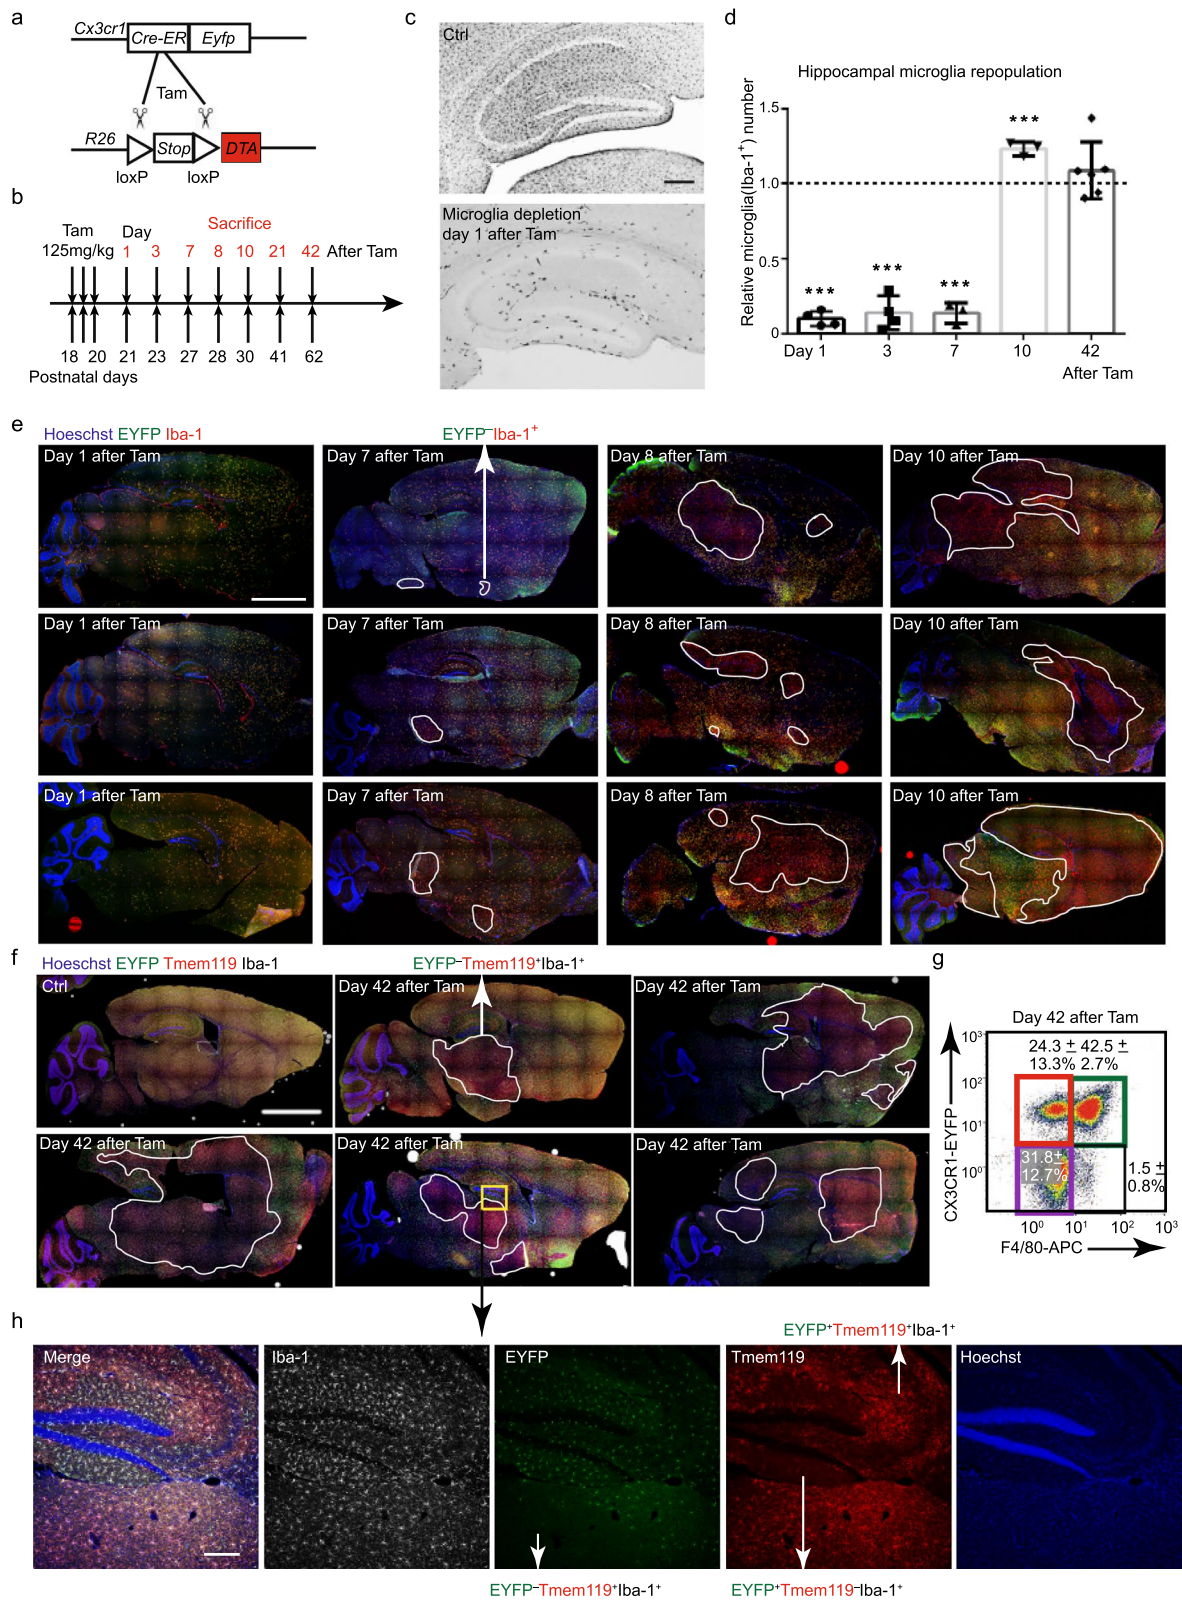 a
Cx3cr1
Cre-ER
Eyfp
Tam
R26
Stop
DTA
loxP
loxP
b
Tam
125mg/kg
Day
Sacrifice
1
3
7
8
10
21
42
After Tam
18
20
21
23
27
28
30
41
62
Postnatal days
c
Ctrl
Microglia depletion
day 1 after Tam
d
Hippocampal microglia repopulation
Relative microglia(Iba-1⁺) number
1.5
1.0
0.5
0
***
***
***
***
Day 1
3
7
10
42
After Tam
e
Hoeschst EYFP Iba-1
EYFP⁻Iba-1⁺
Day 1 after Tam
Day 7 after Tam
Day 8 after Tam
Day 10 after Tam
Day 1 after Tam
Day 7 after Tam
Day 8 after Tam
Day 10 after Tam
Day 1 after Tam
Day 7 after Tam
Day 8 after Tam
Day 10 after Tam
f
Hoeschst EYFP Tmem119 Iba-1
EYFP⁻Tmem119⁺Iba-1⁺
Ctrl
Day 42 after Tam
Day 42 after Tam
Day 42 after Tam
Day 42 after Tam
Day 42 after Tam
g
Day 42 after Tam
24.3 ± 13.3%
42.5 ± 2.7%
31.8± 12.7%
1.5 ± 0.8%
CX3CR1-EYFP
10³
10²
10¹
10⁰
10⁰
10¹
10²
10³
F4/80-APC
h
EYFP⁺Tmem119⁺Iba-1⁺
Merge
Iba-1
EYFP
Tmem119
Hoechst
EYFP⁻Tmem119⁺Iba-1⁺
EYFP⁺Tmem119⁻Iba-1⁺